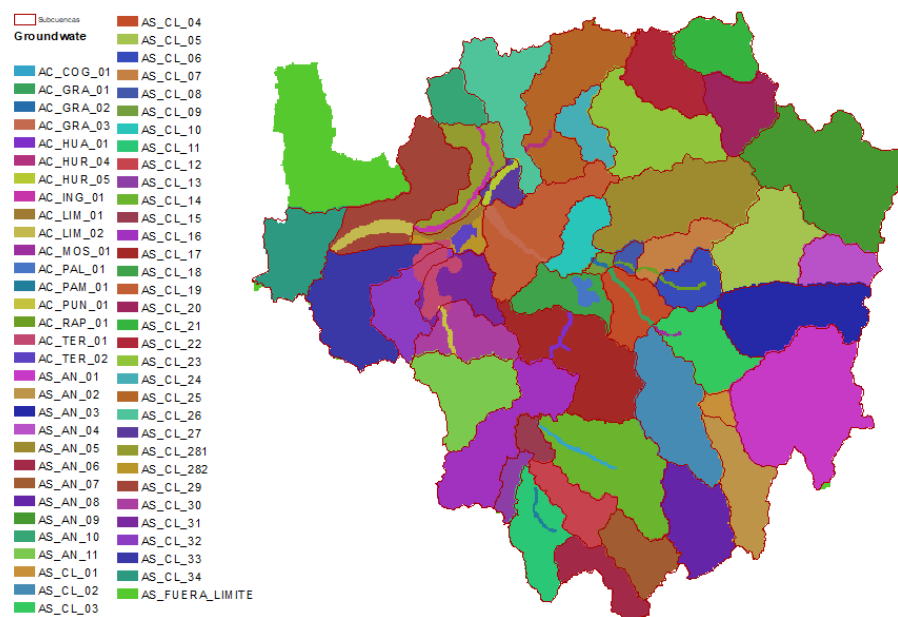 Subcuencas
Groundwate
AC_COG_01
AC_GRA_01
AC_GRA_02
AC_GRA_03
AC_HUA_01
AC_HUR_04
AC_HUR_05
AC_ING_01
AC_LIM_01
AC_LIM_02
AC_MOS_01
AC_PAL_01
AC_PAM_01
AC_PUN_01
AC_RAP_01
AC_TER_01
AC_TER_02
AS_AN_01
AS_AN_02
AS_AN_03
AS_AN_04
AS_AN_05
AS_AN_06
AS_AN_07
AS_AN_08
AS_AN_09
AS_AN_10
AS_AN_11
AS_CL_01
AS_CL_02
AS_CL_03
AS_CL_04
AS_CL_05
AS_CL_06
AS_CL_07
AS_CL_08
AS_CL_09
AS_CL_10
AS_CL_11
AS_CL_12
AS_CL_13
AS_CL_14
AS_CL_15
AS_CL_16
AS_CL_17
AS_CL_18
AS_CL_19
AS_CL_20
AS_CL_21
AS_CL_22
AS_CL_23
AS_CL_24
AS_CL_25
AS_CL_26
AS_CL_27
AS_CL_281
AS_CL_282
AS_CL_29
AS_CL_30
AS_CL_31
AS_CL_32
AS_CL_33
AS_CL_34
AS_FUERA_LIMITE